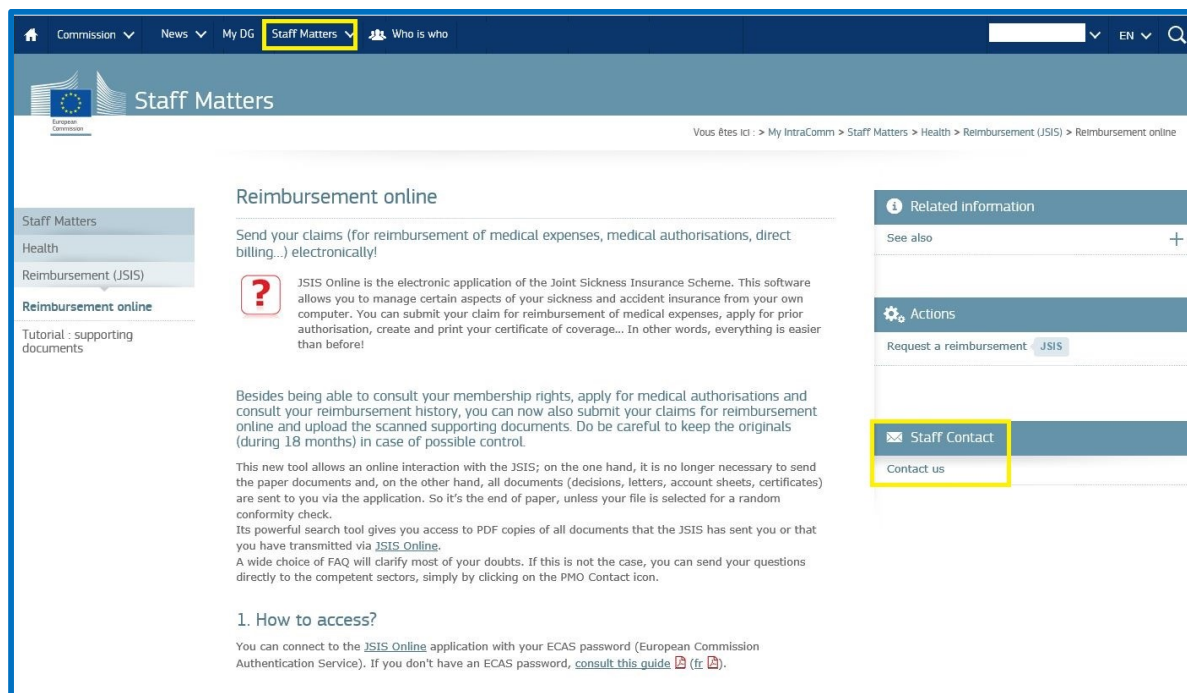 Commission News My DG Staff Matters Who is who EN
European
Commission
Staff Matters
Vous êtes ici : > My IntraComm > Staff Matters > Health > Reimbursement (JSIS) > Reimbursement online
Staff Matters
Health
Reimbursement (JSIS)
Reimbursement online
Tutorial : supporting
documents
Reimbursement online
Send your claims (for reimbursement of medical expenses, medical authorisations, direct
billing...) electronically!
?
JSIS Online is the electronic application of the Joint Sickness Insurance Scheme. This software
allows you to manage certain aspects of your sickness and accident insurance from your own
computer. You can submit your claim for reimbursement of medical expenses, apply for prior
authorisation, create and print your certificate of coverage... In other words, everything is easier
than before!
Besides being able to consult your membership rights, apply for medical authorisations and
consult your reimbursement history, you can now also submit your claims for reimbursement
online and upload the scanned supporting documents. Do be careful to keep the originals
(during 18 months) in case of possible control.
This new tool allows an online interaction with the JSIS; on the one hand, it is no longer necessary to send
the paper documents and, on the other hand, all documents (decisions, letters, account sheets, certificates)
are sent to you via the application. So it's the end of paper, unless your file is selected for a random
conformity check.
Its powerful search tool gives you access to PDF copies of all documents that the JSIS has sent you or that
you have transmitted via JSIS Online.
A wide choice of FAQ will clarify most of your doubts. If this is not the case, you can send your questions
directly to the competent sectors, simply by clicking on the PMO Contact icon.
1. How to access?
You can connect to the JSIS Online application with your ECAS password (European Commission
Authentication Service). If you don't have an ECAS password, consult this guide (fr).
Related information
See also
Actions
Request a reimbursement JSIS
Staff Contact
Contact us